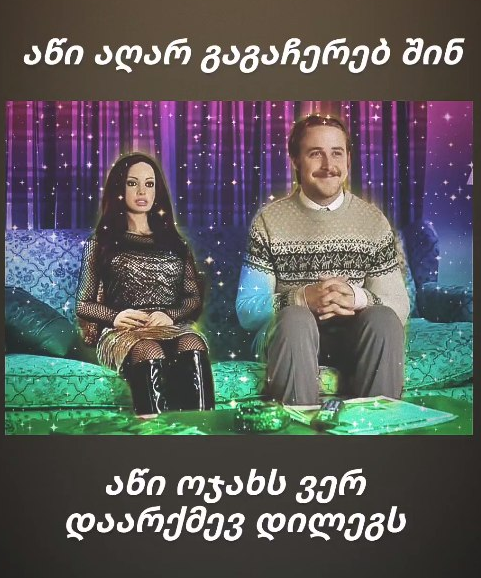 აწი აღარ გაგაჩერებ შინ
აწი ოჯახს ვერ
დაარქმევ დილეგს